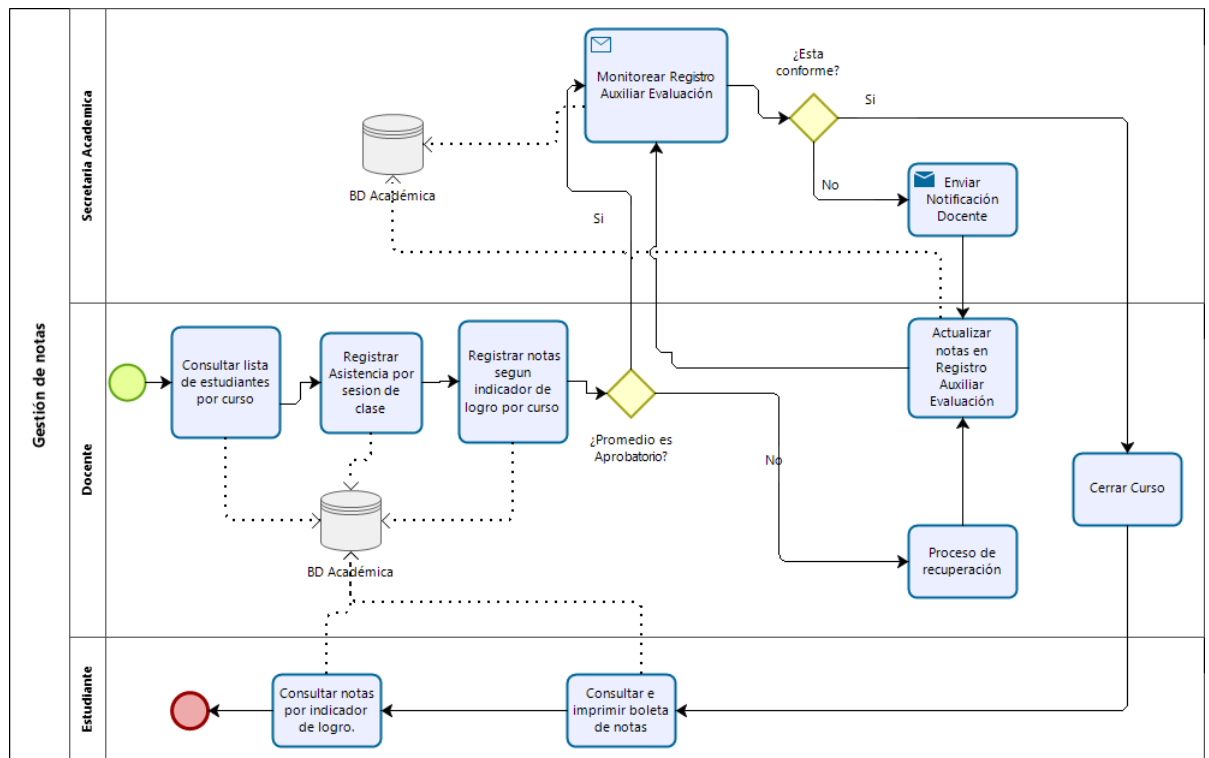 Gestión de notas
Secretaria Academica
Monitorear Registro
Auxiliar Evaluación
¿Esta
conforme?
Si
No
Enviar
Notificación
Docente
BD Académica
Si
Docente
Consultar lista
de estudiantes
por curso
Registrar
Asistencia por
sesion de
clase
Registrar notas
segun
indicador de
logro por curso
¿Promedio es
Aprobatorio?
No
Actualizar
notas en
Registro
Auxiliar
Evaluación
Cerrar Curso
Proceso de
recuperación
BD Académica
Estudiante
Consultar notas
por indicador
de logro.
Consultar e
imprimir boleta
de notas